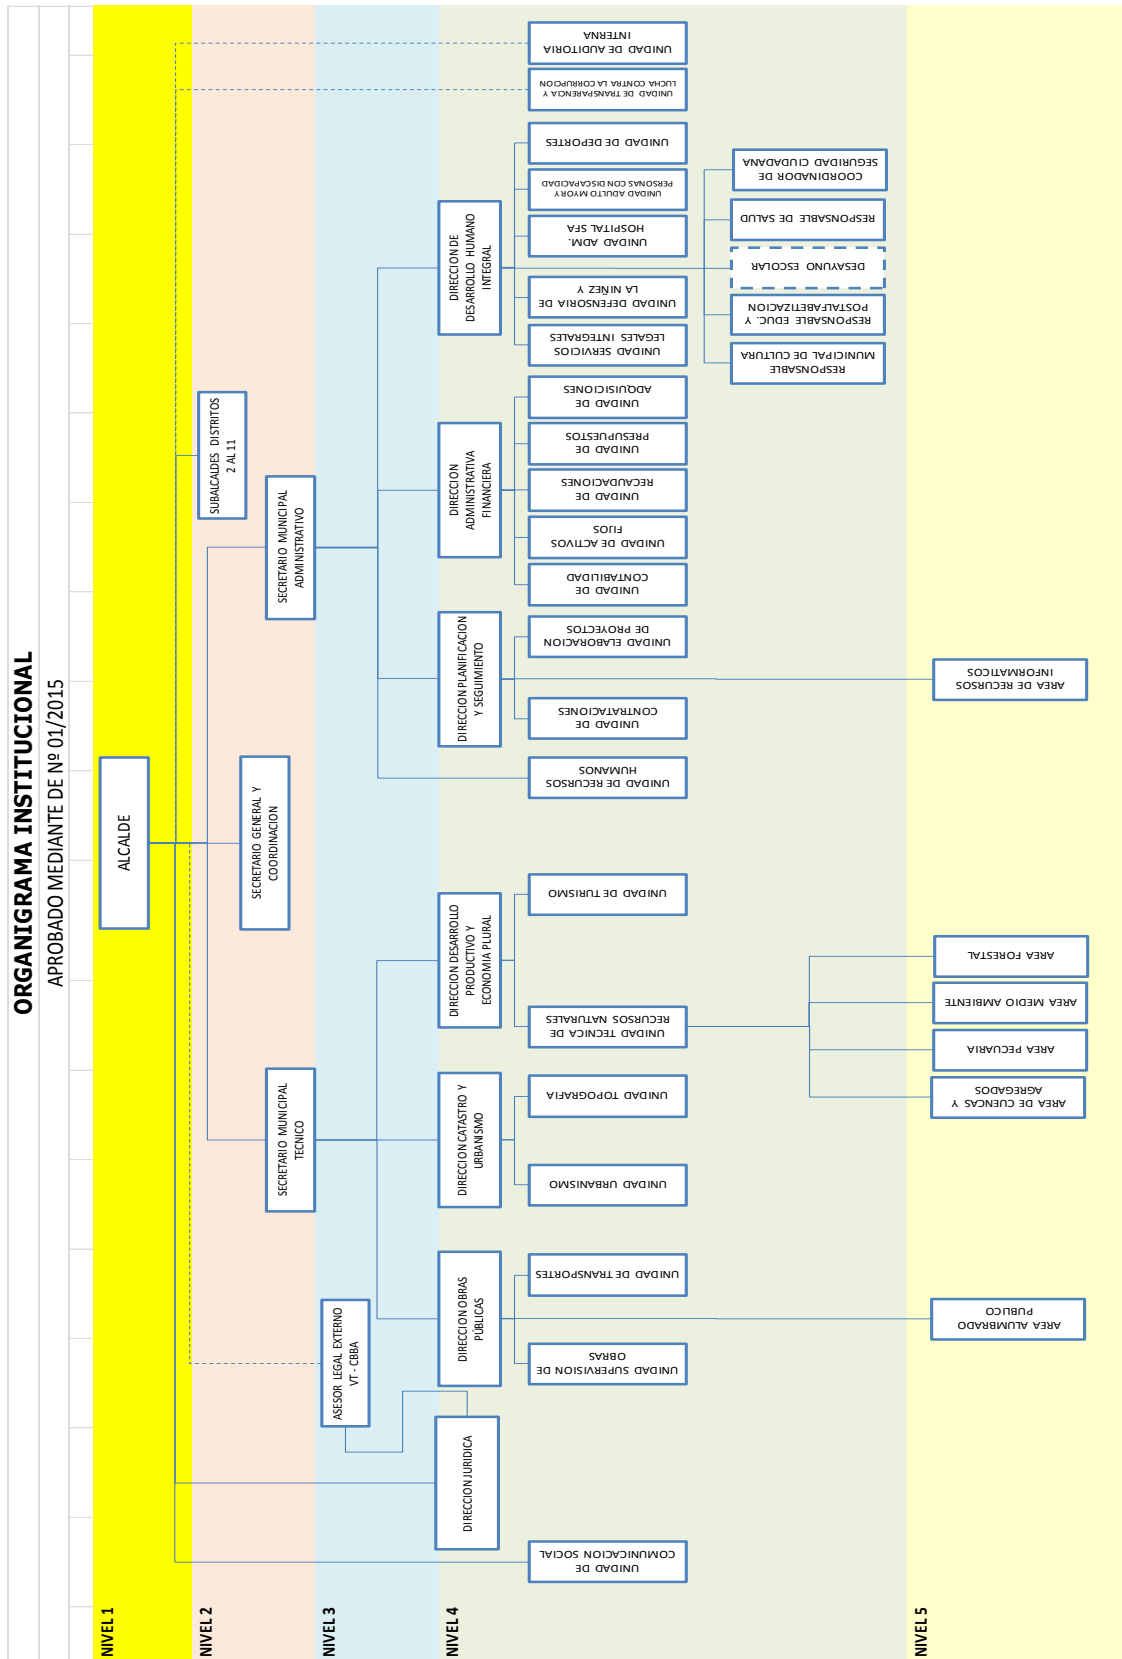 ORGANIGRAMA INSTITUCIONAL
APROBADO MEDIANTE DE Nº 01/2015
NIVEL 1
ALCALDE
NIVEL 2
SUBALCALDES DISTRITOS
2 AL 11
SECRETARIO GENERAL Y
COORDINACION
SECRETARIO MUNICIPAL
TECNICO
SECRETARIO MUNICIPAL
ADMINISTRATIVO
NIVEL 3
ASESOR LEGAL EXTERNO
VT - CBBA
NIVEL 4
DIRECCION JURIDICA
DIRECCION OBRAS
PÚBLICAS
DIRECCION CATASTRO Y
URBANISMO
DIRECCION DESARROLLO
PRODUCTIVO Y
ECONOMIA PLURAL
DIRECCION PLANIFICACION
Y SEGUIMIENTO
DIRECCION
ADMINISTRATIVA
FINANCIERA
DIRECCION DE
DESARROLLO HUMANO
INTEGRAL
UNIDAD DE
COMUNICACION SOCIAL
UNIDAD SUPERVISION DE
OBRAS
UNIDAD DE TRANSPORTES
UNIDAD URBANISMO
UNIDAD TOPOGRAFIA
UNIDAD TECNICA DE
RECURSOS NATURALES
UNIDAD DE TURISMO
UNIDAD DE RECURSOS
HUMANOS
UNIDAD DE
CONTRATACIONES
UNIDAD ELABORACION
DE PROYECTOS
UNIDAD DE
CONTABILIDAD
UNIDAD DE ACTIVOS
FIJOS
UNIDAD DE
RECAUDACIONES
UNIDAD DE
PRESUPUESTOS
UNIDAD DE
ADQUISICIONES
UNIDAD SERVICIOS
LEGALES INTEGRALES
UNIDAD DEFENSORIA DE
LA NIÑEZ Y
UNIDAD ADM.
HOSPITAL SFA
UNIDAD ADULTO MYOR Y
PERSONAS CON DISCAPACIDAD
UNIDAD DE DEPORTES
UNIDAD DE TRANSPARENCIA Y
LUCHA CONTRA LA CORRUPCION
UNIDAD DE AUDITORIA
INTERNA
RESPONSABLE
MUNICIPAL DE CULTURA
RESPONSABLE EDUC. Y
POSTALFABETIZACION
DESAYUNO ESCOLAR
RESPONSABLE DE SALUD
COORDINADOR DE
SEGURIDAD CIUDADANA
NIVEL 5
AREA ALUMBRADO
PUBLICO
AREA DE CUENCAS Y
AGREGADOS
AREA PECUARIA
AREA MEDIO AMBIENTE
AREA FORESTAL
AREA DE RECURSOS
INFORMATICOS